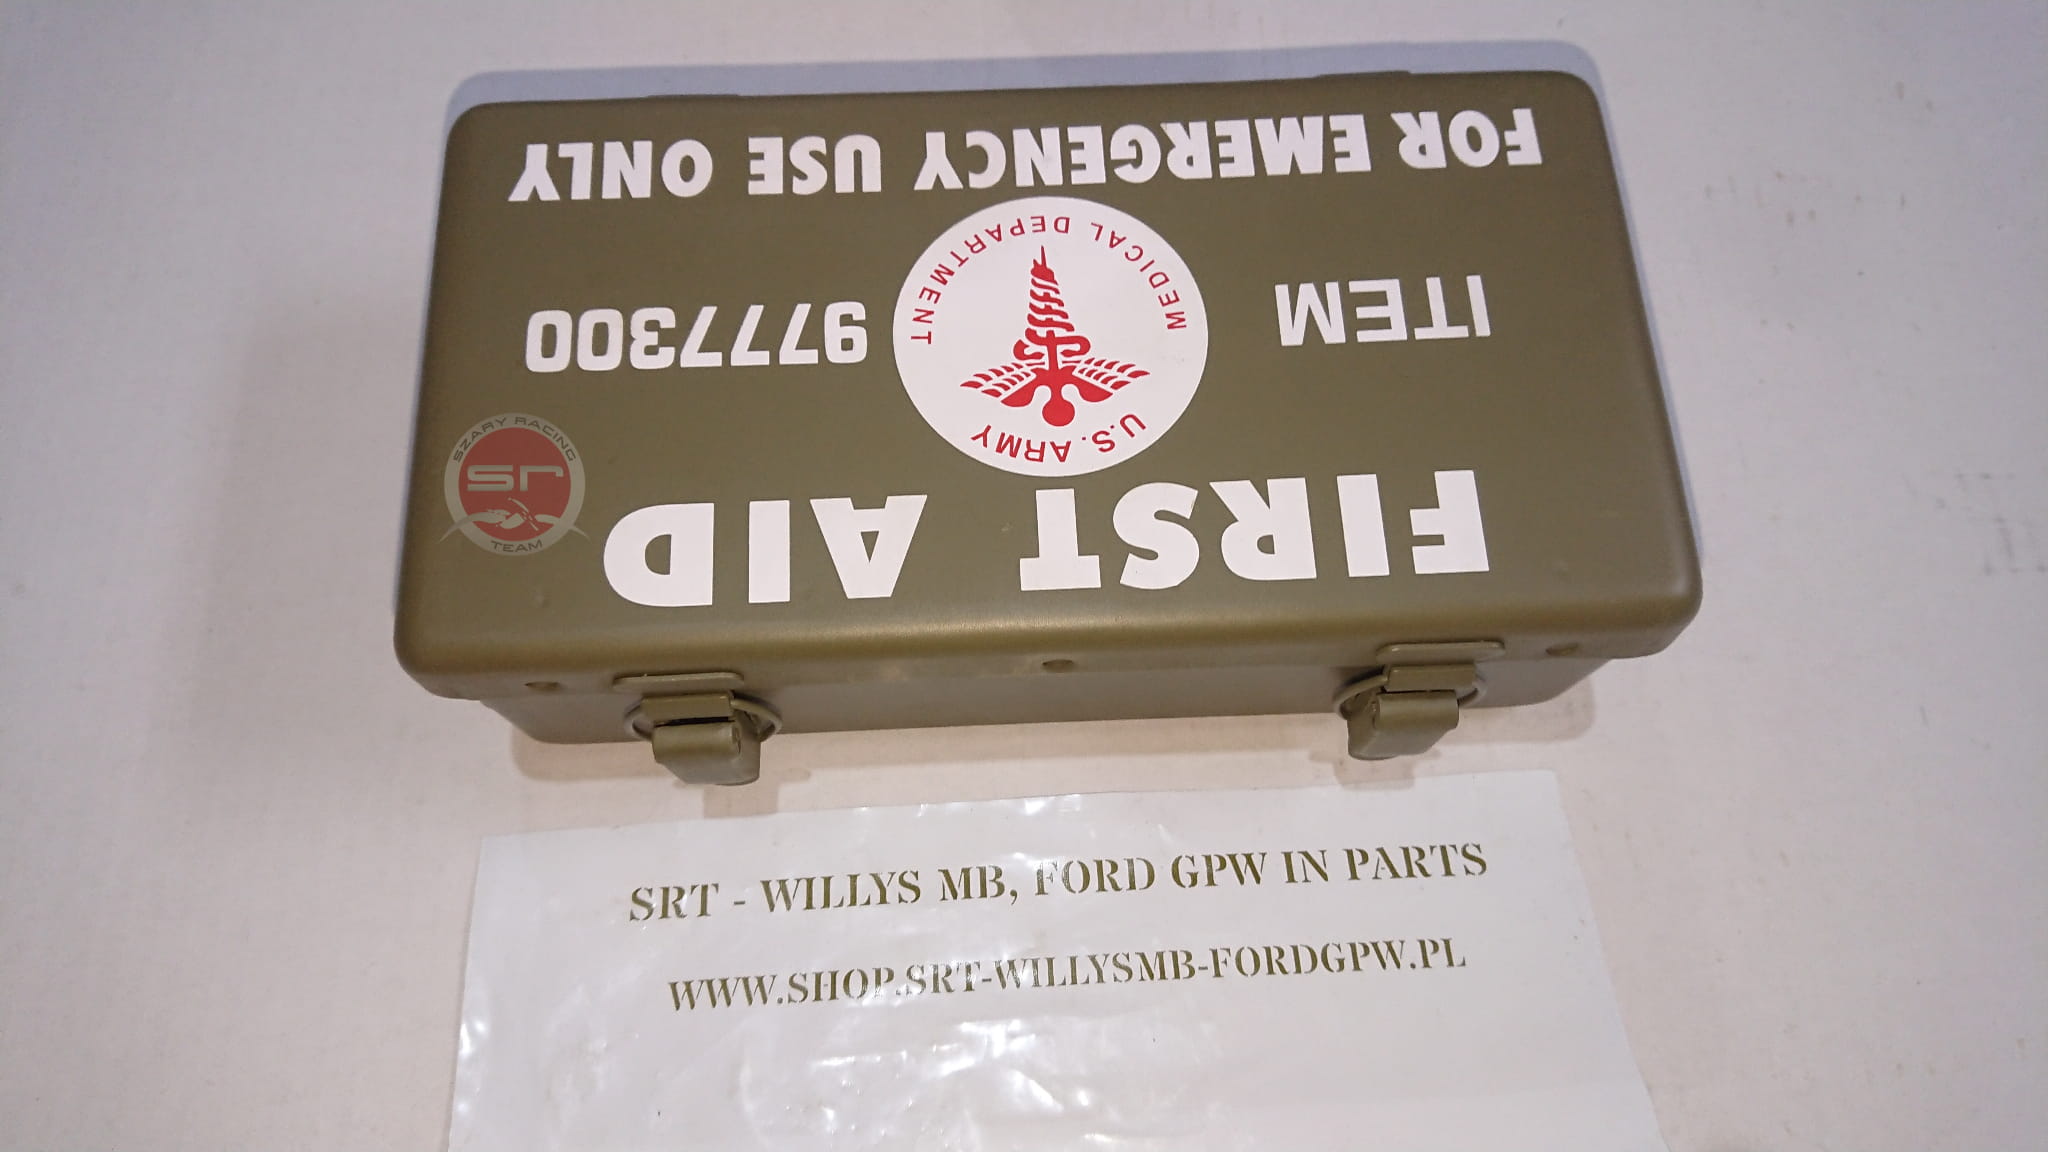 FIRST AID
U.S. ARMY
MEDICAL DEPARTMENT
ITEM 9777300
FOR EMERGENCY USE ONLY
SZARY RACING
sr
TEAM
SRT - WILLYS MB, FORD GPW IN PARTS
WWW.SHOP.SRT-WILLYSMB-FORDGPW.PL